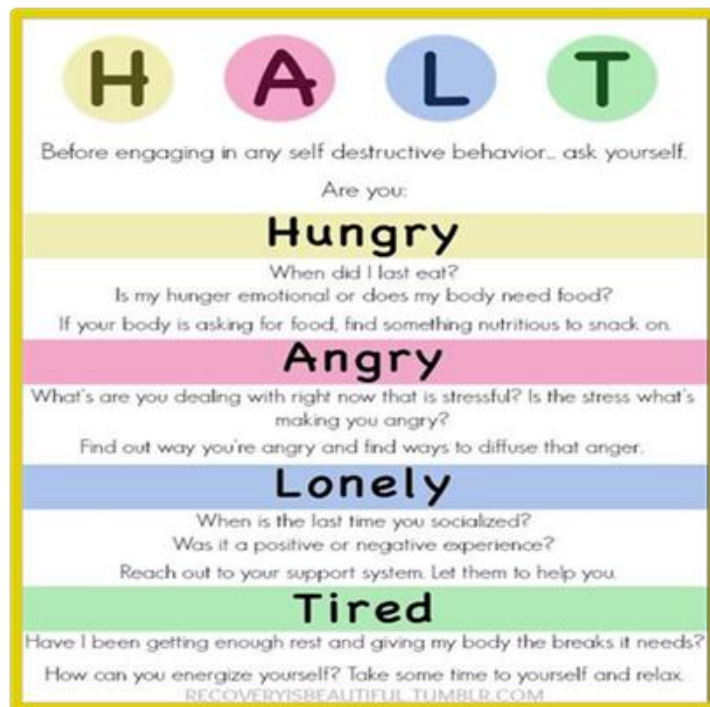 H A L T
Before engaging in any self destructive behavior... ask yourself.
Are you:
Hungry
When did I last eat?
Is my hunger emotional or does my body need food?
If your body is asking for food, find something nutritious to snack on.
Angry
What's are you dealing with right now that is stressful? Is the stress what's
making you angry?
Find out way you're angry and find ways to diffuse that anger.
Lonely
When is the last time you socialized?
Was it a positive or negative experience?
Reach out to your support system. Let them to help you.
Tired
Have I been getting enough rest and giving my body the breaks it needs?
How can you energize yourself? Take some time to yourself and relax.
RECOVERYISBEAUTIFUL.TUMBLR.COM